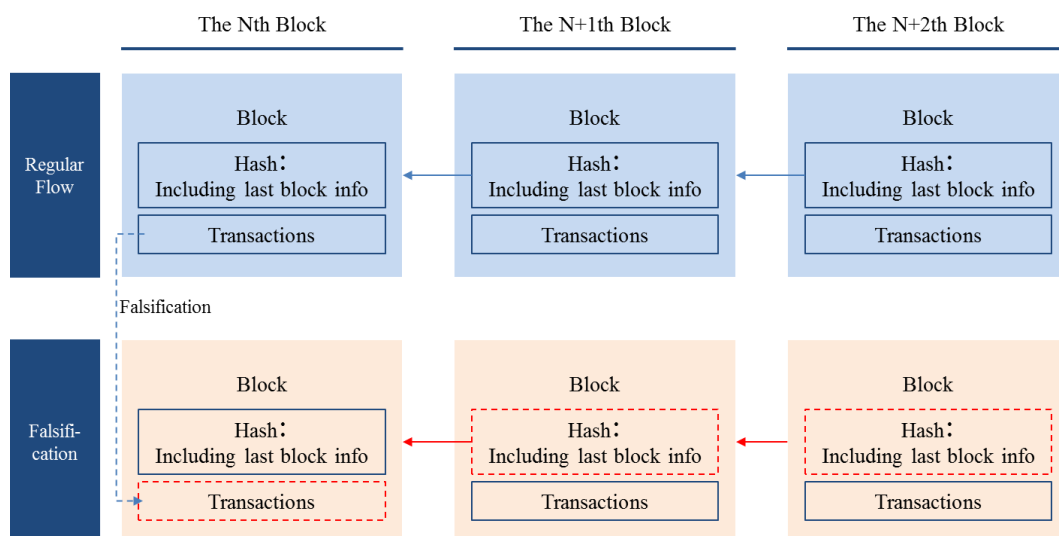 The Nth Block
The N+1th Block
The N+2th Block
Regular
Flow
Block
Hash：
Including last block info
Transactions
Block
Hash：
Including last block info
Transactions
Block
Hash：
Including last block info
Transactions
Falsification
Falsifi-
cation
Block
Hash：
Including last block info
Transactions
Block
Hash：
Including last block info
Transactions
Block
Hash：
Including last block info
Transactions